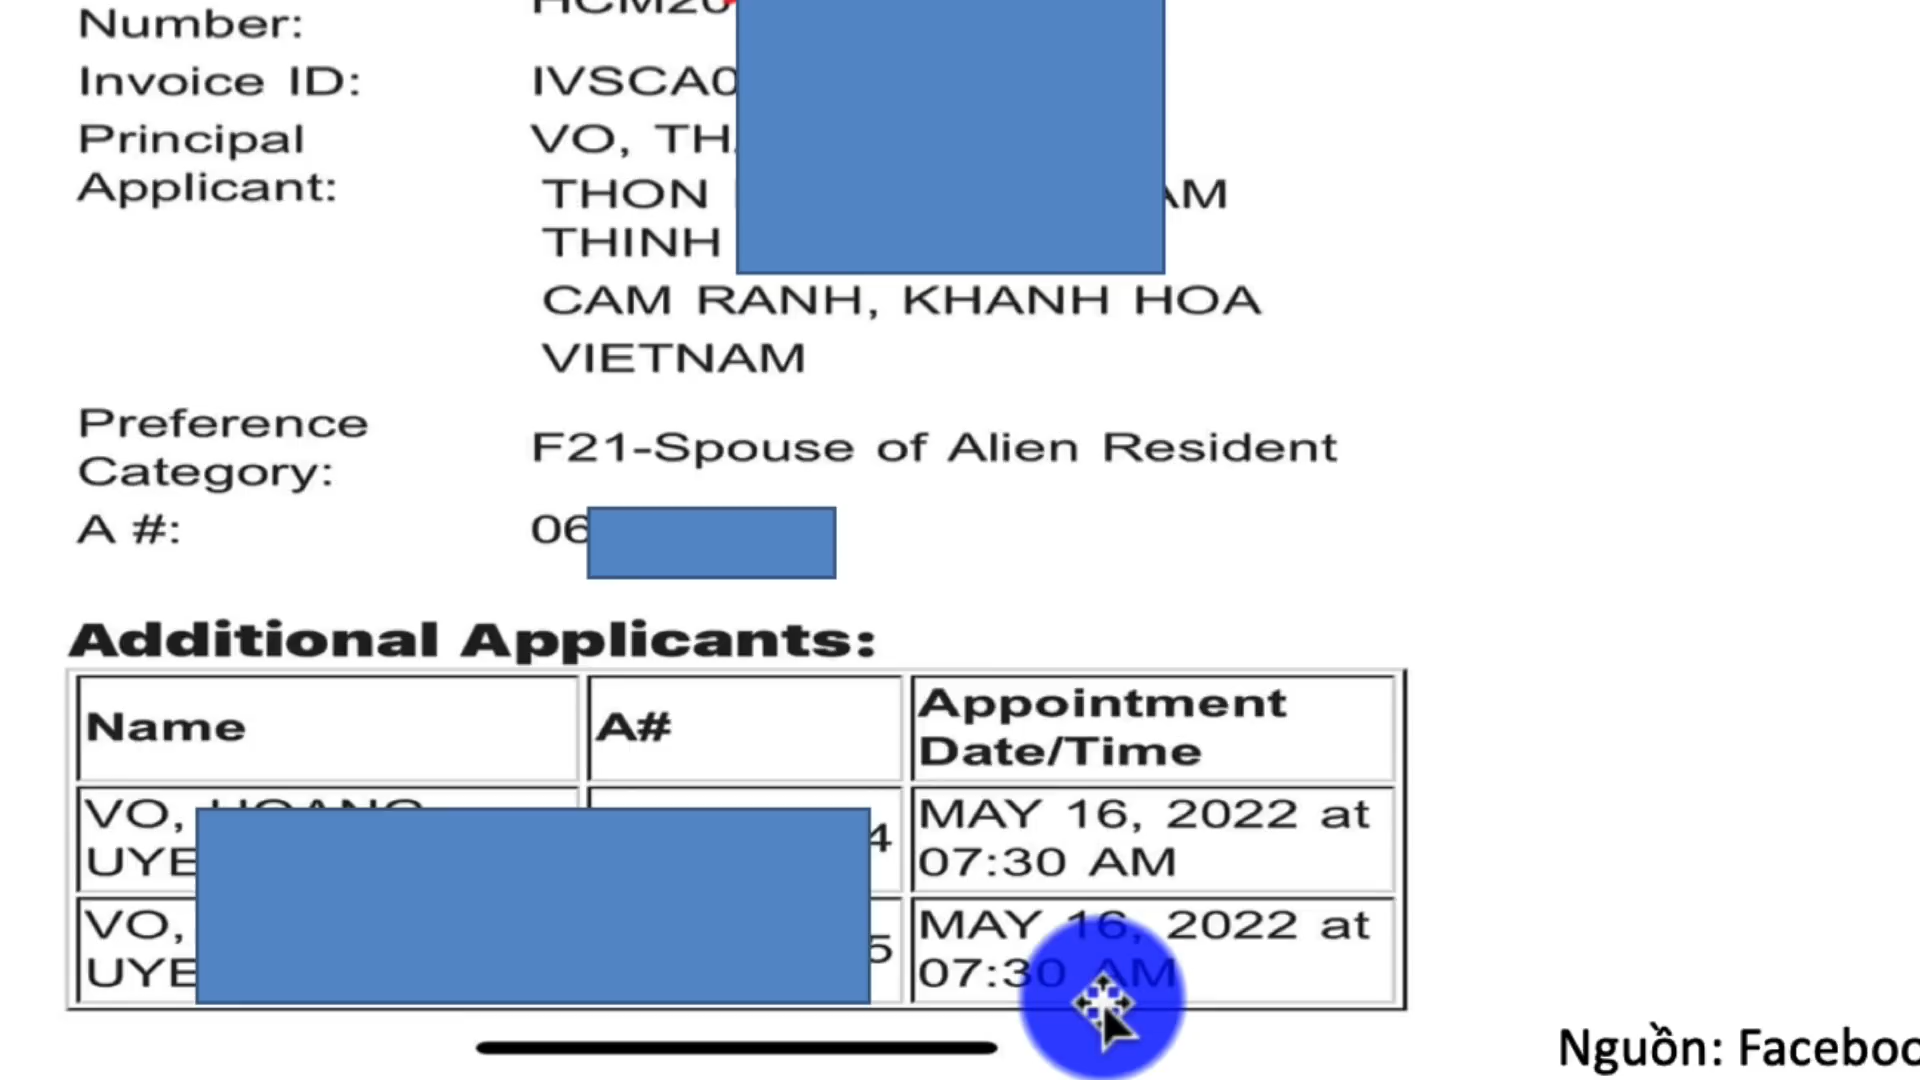 Number: HCM20
Invoice ID: IVSCA0
Principal VO, TH
Applicant: THON AM
THINH
CAM RANH, KHANH HOA
VIETNAM
Preference
Category: F21-Spouse of Alien Resident
A #: 06
Additional Applicants:
Name A# Appointment
Date/Time
VO, HOANG 4 MAY 16, 2022 at
UYE 07:30 AM
VO, 5 MAY 16, 2022 at
UYE 07:30 AM
Nguồn: Faceboo